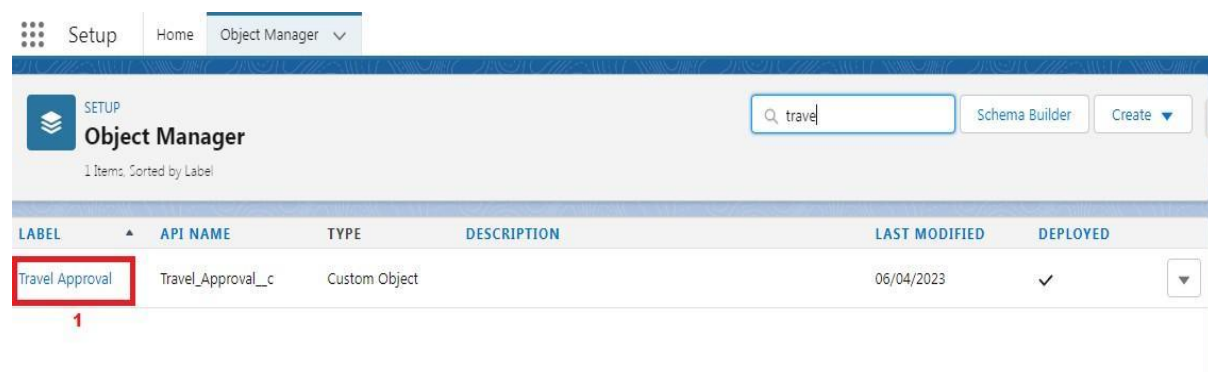 Setup Home Object Manager
SETUP
Object Manager
1 Items, Sorted by Label
trave
Schema Builder
Create
LABEL API NAME TYPE DESCRIPTION LAST MODIFIED DEPLOYED
Travel Approval Travel_Approval__c Custom Object 06/04/2023
1